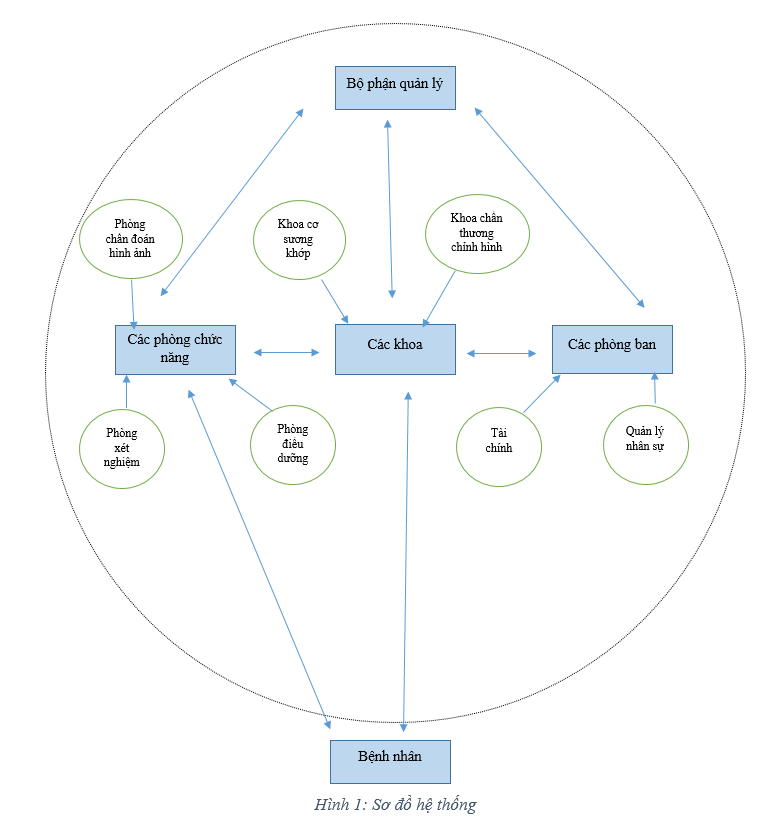 Bộ phận quản lý
Phòng
chẩn đoán
hình ảnh
Khoa cơ
sương
khớp
Khoa chấn
thương
chỉnh hình
Các phòng chức
năng
Các khoa
Các phòng ban
Phòng
xét
nghiệm
Phòng
điều
dưỡng
Tài
chính
Quản lý
nhân sự
Bệnh nhân
Hình 1: Sơ đồ hệ thống